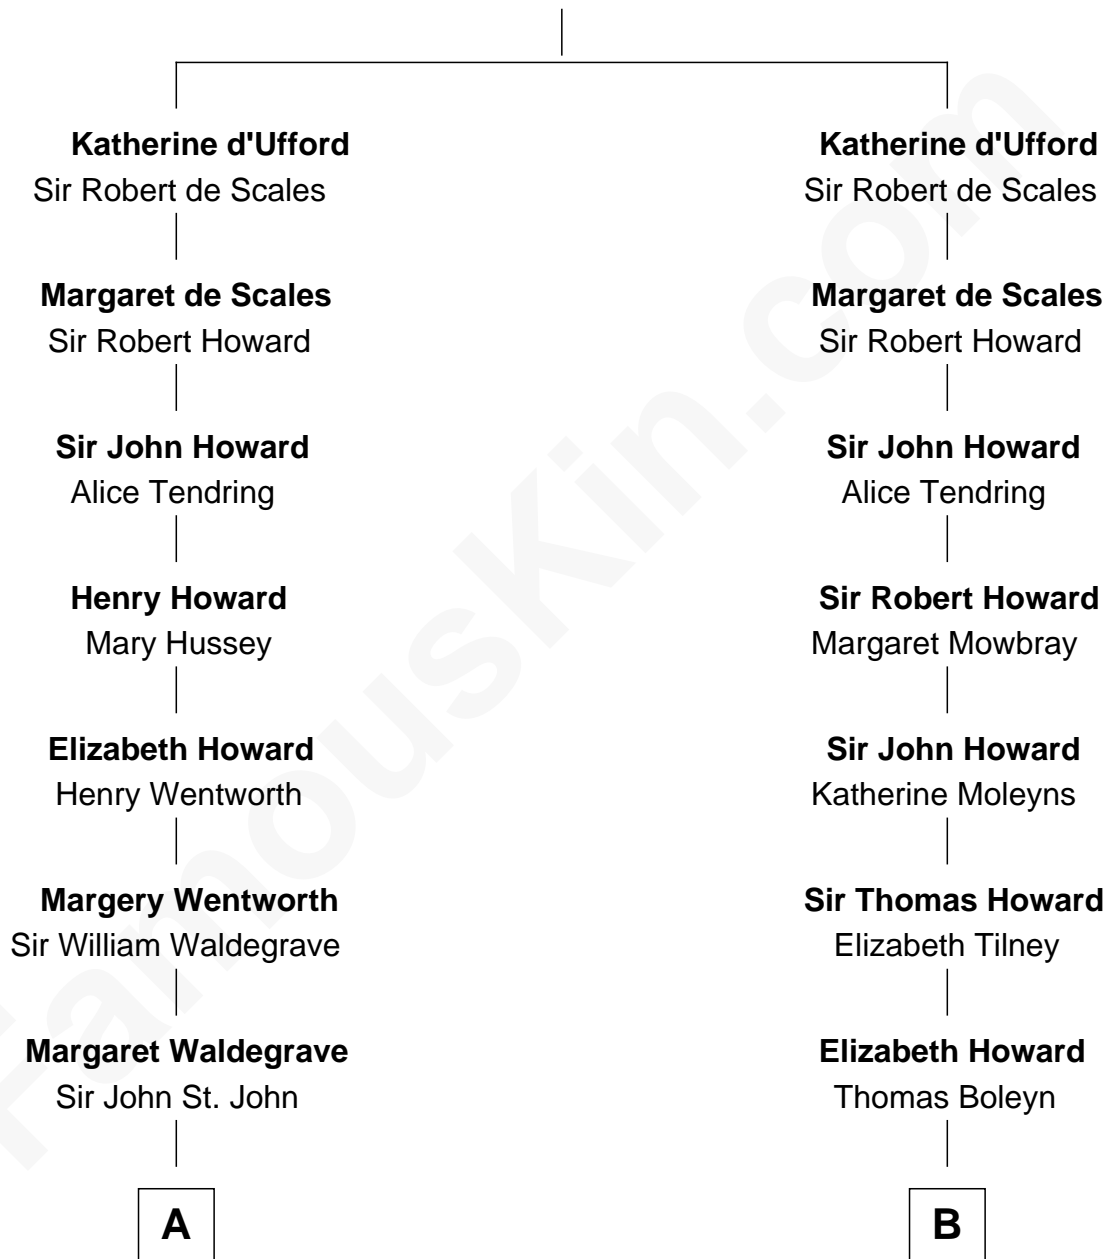 Katherine d'Ufford
Sir Robert de Scales
Margaret de Scales
Sir Robert Howard
Sir John Howard
Alice Tendring
Henry Howard
Mary Hussey
Elizabeth Howard
Henry Wentworth
Margery Wentworth
Sir William Waldegrave
Margaret Waldegrave
Sir John St. John
A
Katherine d'Ufford
Sir Robert de Scales
Margaret de Scales
Sir Robert Howard
Sir John Howard
Alice Tendring
Sir Robert Howard
Margaret Mowbray
Sir John Howard
Katherine Moleyns
Sir Thomas Howard
Elizabeth Tilney
Elizabeth Howard
Thomas Boleyn
B
FamousKin.com